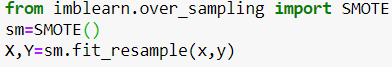 from imblearn.over_sampling import SMOTE
sm=SMOTE()
X,Y=sm.fit_resample(x,y)